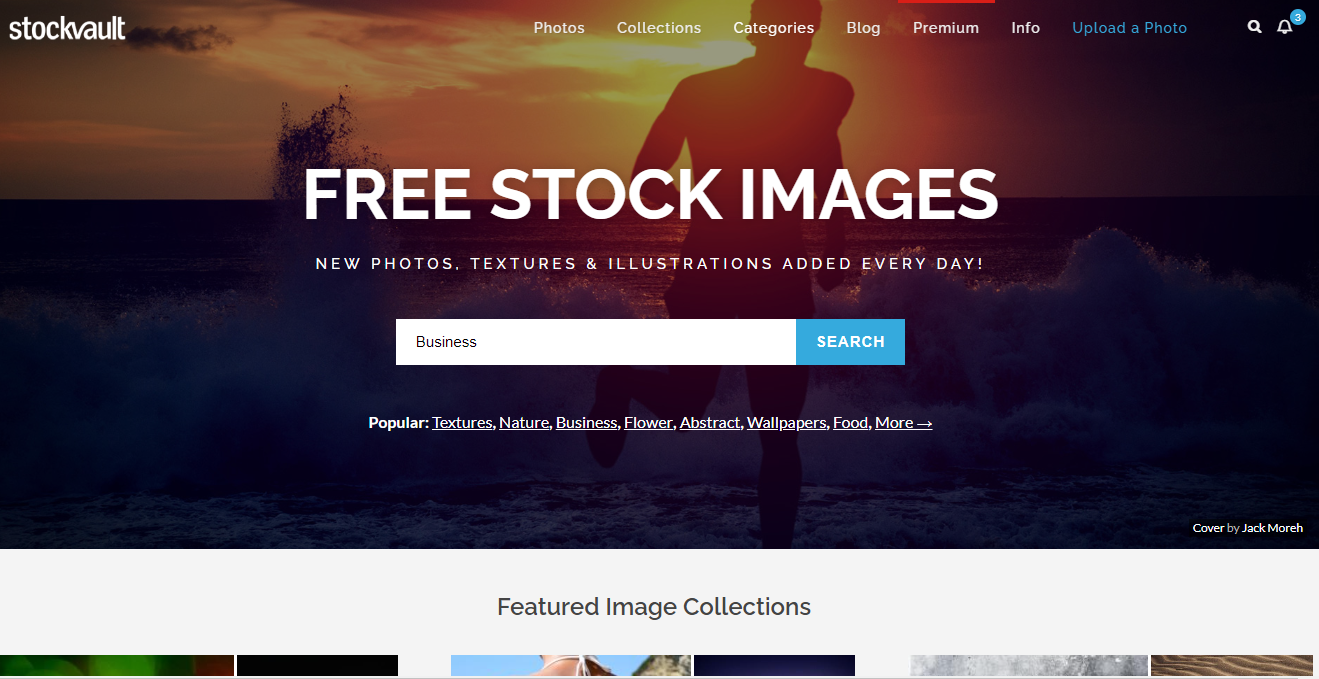 stockvault
Photos Collections Categories Blog Premium Info Upload a Photo 3
FREE STOCK IMAGES
NEW PHOTOS, TEXTURES & ILLUSTRATIONS ADDED EVERY DAY!
Business SEARCH
Popular: Textures, Nature, Business, Flower, Abstract, Wallpapers, Food, More →
Cover by Jack Moreh
Featured Image Collections